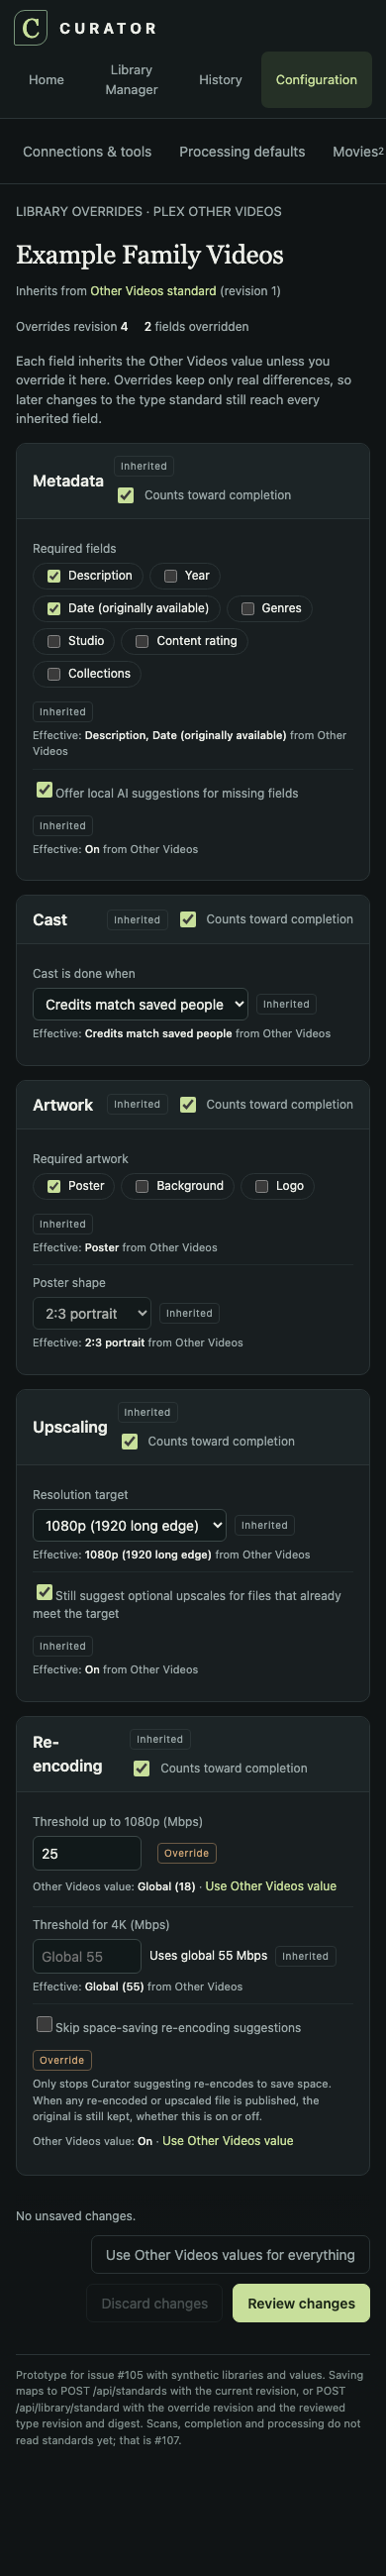 C CURATOR
Home
Library
Manager
History
Configuration
Connections & tools
Processing defaults
Movies2
LIBRARY OVERRIDES · PLEX OTHER VIDEOS
Example Family Videos
Inherits from Other Videos standard (revision 1)
Overrides revision 4 2 fields overridden
Each field inherits the Other Videos value unless you
override it here. Overrides keep only real differences, so
later changes to the type standard still reach every
inherited field.
Metadata
Inherited
Counts toward completion
Required fields
Description
Year
Date (originally available)
Genres
Studio
Content rating
Collections
Inherited
Effective: Description, Date (originally available) from Other
Videos
Offer local AI suggestions for missing fields
Inherited
Effective: On from Other Videos
Cast
Inherited
Counts toward completion
Cast is done when
Credits match saved people
Inherited
Effective: Credits match saved people from Other Videos
Artwork
Inherited
Counts toward completion
Required artwork
Poster
Background
Logo
Inherited
Effective: Poster from Other Videos
Poster shape
2:3 portrait
Inherited
Effective: 2:3 portrait from Other Videos
Upscaling
Inherited
Counts toward completion
Resolution target
1080p (1920 long edge)
Inherited
Effective: 1080p (1920 long edge) from Other Videos
Still suggest optional upscales for files that already
meet the target
Inherited
Effective: On from Other Videos
Re-
encoding
Inherited
Counts toward completion
Threshold up to 1080p (Mbps)
25
Override
Other Videos value: Global (18) · Use Other Videos value
Threshold for 4K (Mbps)
Global 55
Uses global 55 Mbps
Inherited
Effective: Global (55) from Other Videos
Skip space-saving re-encoding suggestions
Override
Only stops Curator suggesting re-encodes to save space.
When any re-encoded or upscaled file is published, the
original is still kept, whether this is on or off.
Other Videos value: On · Use Other Videos value
No unsaved changes.
Use Other Videos values for everything
Discard changes
Review changes
Prototype for issue #105 with synthetic libraries and values. Saving
maps to POST /api/standards with the current revision, or POST
/api/library/standard with the override revision and the reviewed
type revision and digest. Scans, completion and processing do not
read standards yet; that is #107.